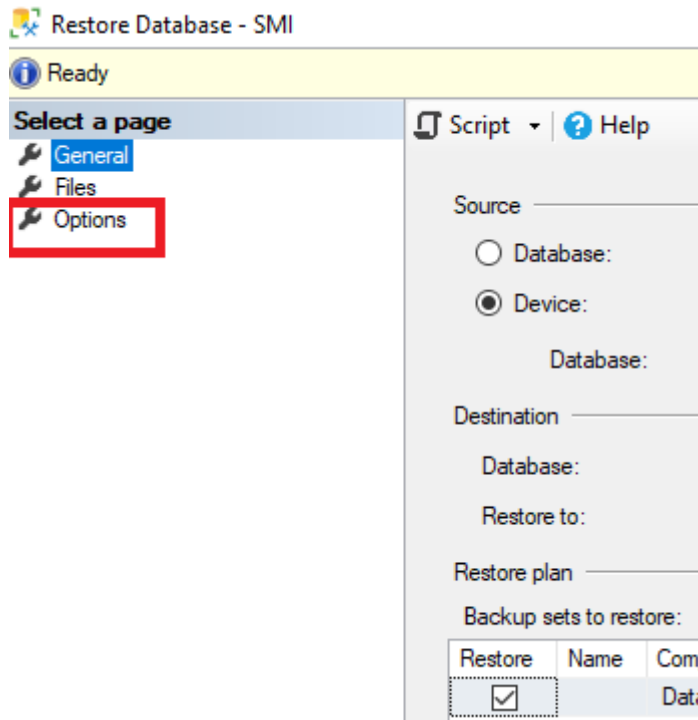 Restore Database - SMI
Ready
Select a page
General
Files
Options
Script
Help
Source
Database:
Device:
Database:
Destination
Database:
Restore to:
Restore plan
Backup sets to restore:
Restore Name Com
Data